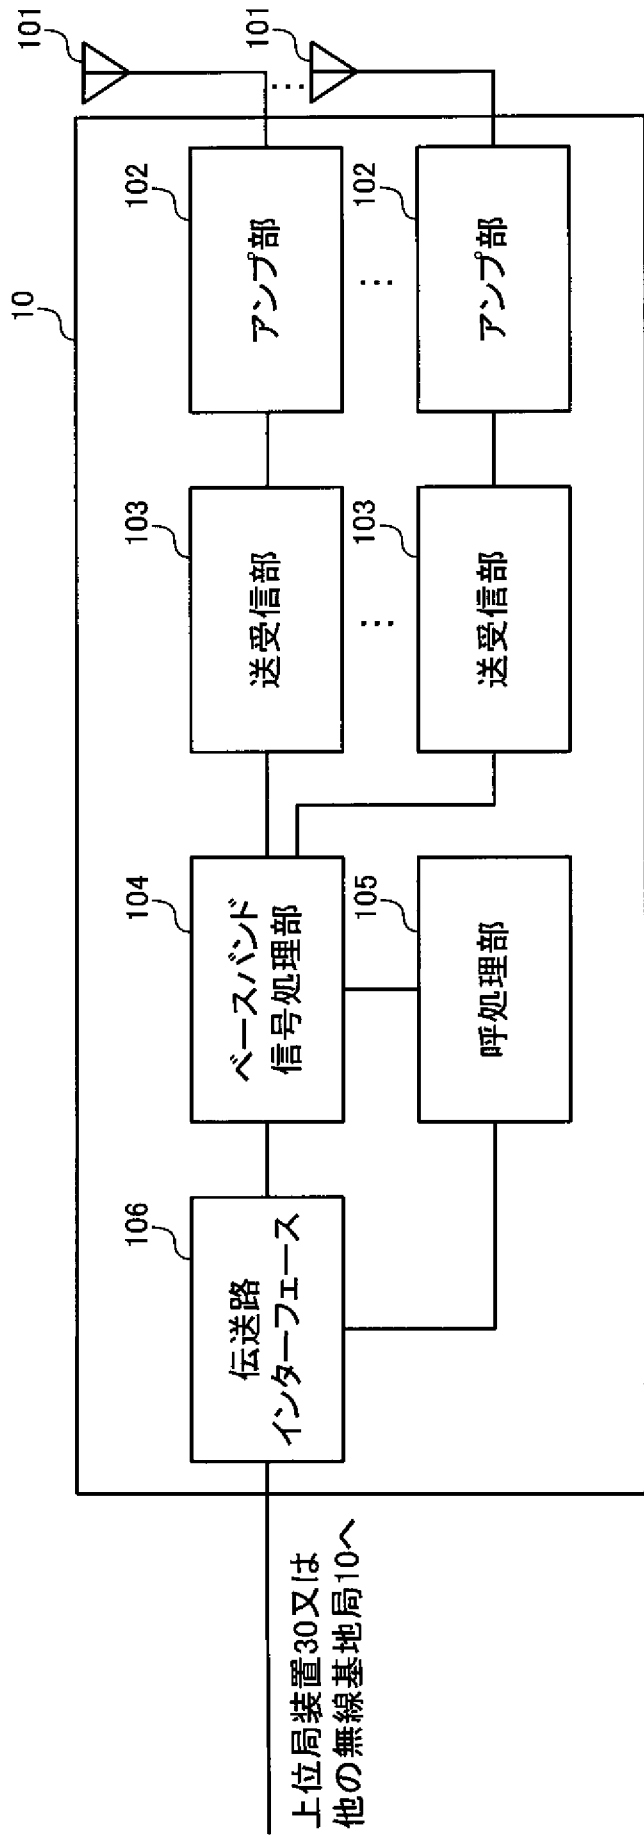 10
101
101
102
アンプ部
102
アンプ部
103
送受信部
103
送受信部
104
ベースバンド
信号処理部
105
呼処理部
106
伝送路
インターフェース
上位局装置30又は
他の無線基地局10へ